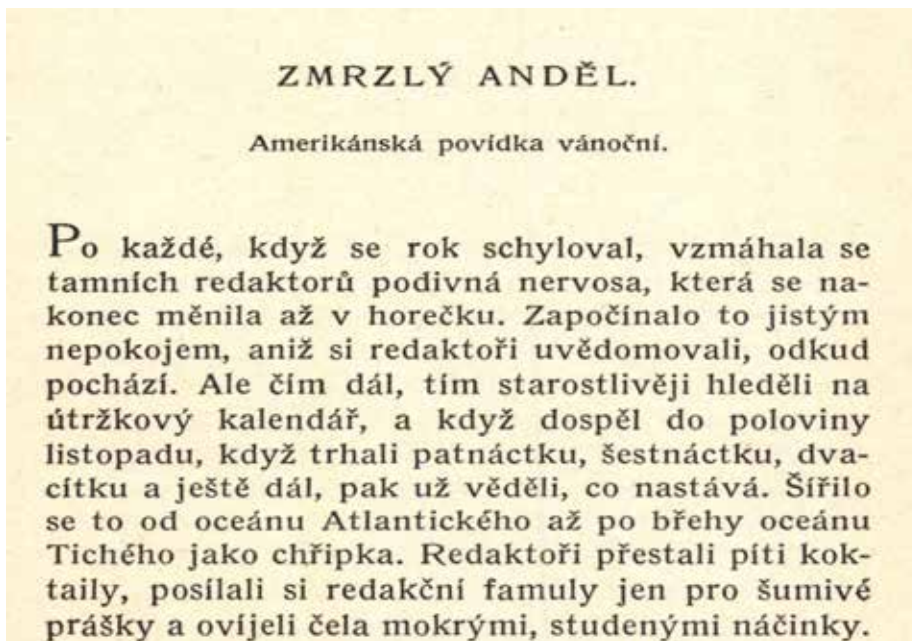 ZMRZLÝ ANDĚL.
Amerikánská povídka vánoční.
Po každé, když se rok schyloval, vzmáhala se
tamních redaktorů podivná nervosa, která se na-
konec měnila až v horečku. Započínalo to jistým
nepokojem, aniž si redaktoři uvědomovali, odkud
pochází. Ale čím dál, tím starostlivěji hleděli na
útržkový kalendář, a když dospěl do poloviny
listopadu, když trhali patnáctku, šestnáctku, dva-
cítku a ještě dál, pak už věděli, co nastává. Šířilo
se to od oceánu Atlantického až po břehy oceánu
Tichého jako chřipka. Redaktoři přestali píti kok-
taily, posílali si redakční famuly jen pro šumivé
prášky a ovíjeli čela mokrými, studenými náčinky.